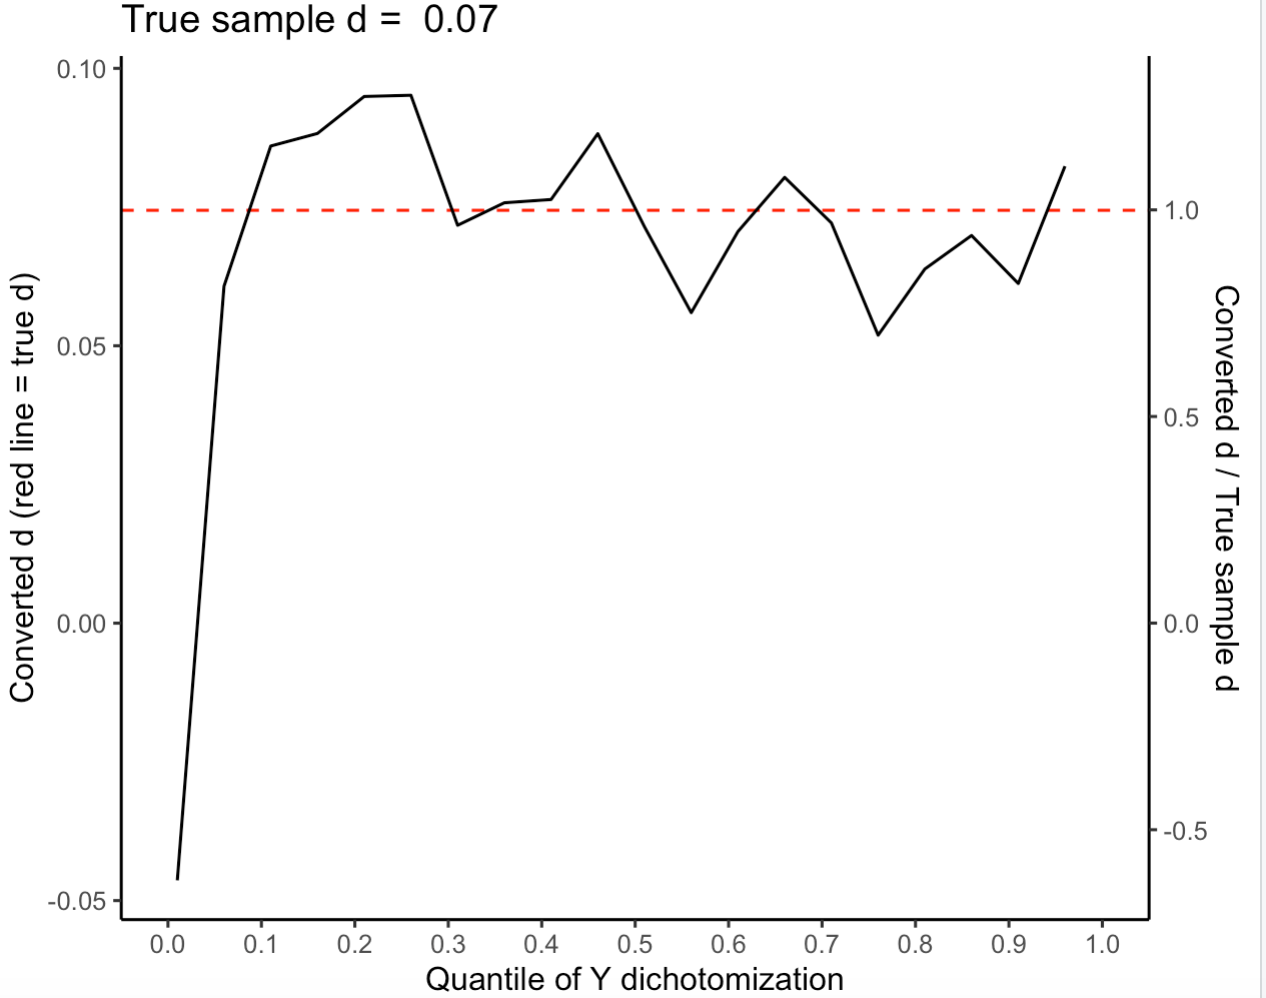 True sample d =  0.07
Converted d (red line = true d)
0.10
0.05
0.00
-0.05
1.0
0.5
0.0
-0.5
Converted d / True sample d
0.0 0.1 0.2 0.3 0.4 0.5 0.6 0.7 0.8 0.9 1.0
Quantile of Y dichotomization